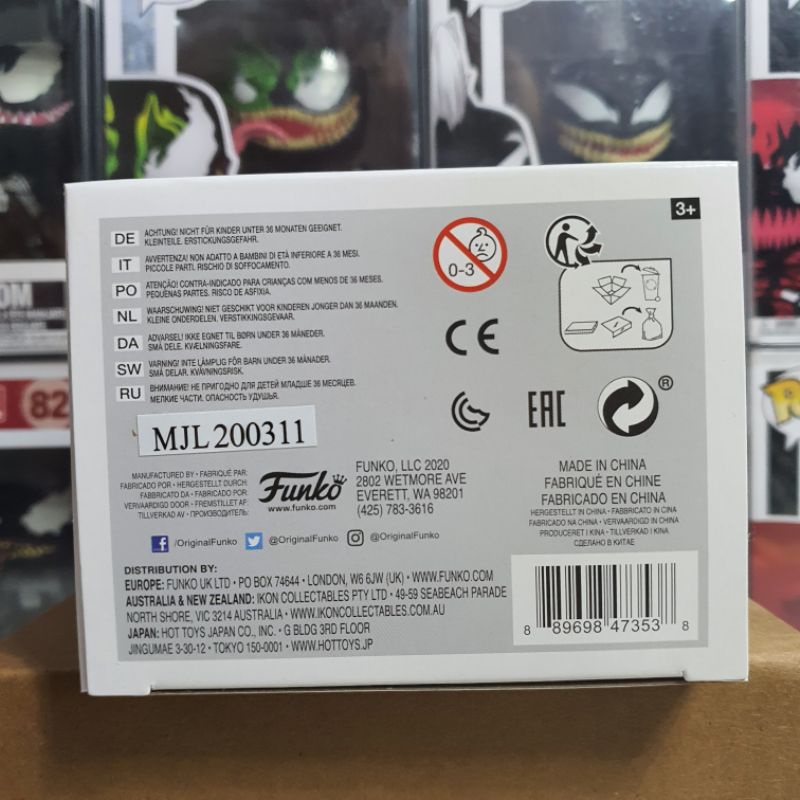 3+
DE ACHTUNG! NICHT FÜR KINDER UNTER 36 MONATEN GEEIGNET.
KLEINTEILE. ERSTICKUNGSGEFAHR.
IT AVVERTENZA! NON ADATTO A BAMBINI DI ETÀ INFERIORE A 36 MESI.
PICCOLE PARTI. RISCHIO DI SOFFOCAMENTO.
PO ATENÇÃO! CONTRA-INDICADO PARA CRIANÇAS COM MENOS DE 36 MESES.
PEQUENAS PARTES. RISCO DE ASFIXIA.
NL WAARSCHUWING! NIET GESCHIKT VOOR KINDEREN JONGER DAN 36 MAANDEN.
KLEINE ONDERDELEN. VERSTIKKINGSGEVAAR.
DA ADVARSEL! IKKE EGNET TIL BØRN UNDER 36 MÅNEDER.
SMÅ DELE. KVÆLNINGSFARE.
SW VARNING! INTE LÄMPLIG FÖR BARN UNDER 36 MÅNADER.
SMÅ DELAR. KVÄVNINGSRISK.
RU ВНИМАНИЕ! НЕ ПРИГОДНО ДЛЯ ДЕТЕЙ МЛАДШЕ 36 МЕСЯЦЕВ.
МЕЛКИЕ ЧАСТИ. ОПАСНОСТЬ УДУШЬЯ.
0-3
CE
EAC
®
MJL 200311
MANUFACTURED BY • FABRIQUÉ PAR:
FABRICADO POR • HERGESTELLT DURCH:
FABBRICATO DA • FABRICADO POR:
VERVAARDIGD DOOR • FREMSTILLET AF:
TILLVERKAD AV • ПРОИЗВОДИТЕЛЬ:
Funko
www.funko.com
FUNKO, LLC 2020
2802 WETMORE AVE
EVERETT, WA 98201
(425) 783-3616
MADE IN CHINA
FABRIQUÉ EN CHINE
FABRICADO EN CHINA
HERGESTELLT IN CHINA • FABBRICATO IN CINA
FABRICADO NA CHINA • VERVAARDIGD IN CHINA
PRODUCERET I KINA • TILLVERKAD I KINA
СДЕЛАНО В КИТАЕ
/OriginalFunko @OriginalFunko @OriginalFunko
DISTRIBUTION BY:
EUROPE: FUNKO UK LTD • PO BOX 74644 • LONDON, W6 6JW (UK) • WWW.FUNKO.COM
AUSTRALIA & NEW ZEALAND: IKON COLLECTABLES PTY LTD • 49-59 SEABEACH PARADE
NORTH SHORE, VIC 3214 AUSTRALIA • WWW.IKONCOLLECTABLES.COM.AU
JAPAN: HOT TOYS JAPAN CO., INC. • G BLDG 3RD FLOOR
JINGUMAE 3-30-12 • TOKYO 150-0001 • WWW.HOTTOYS.JP
8 89698 47353 8
82